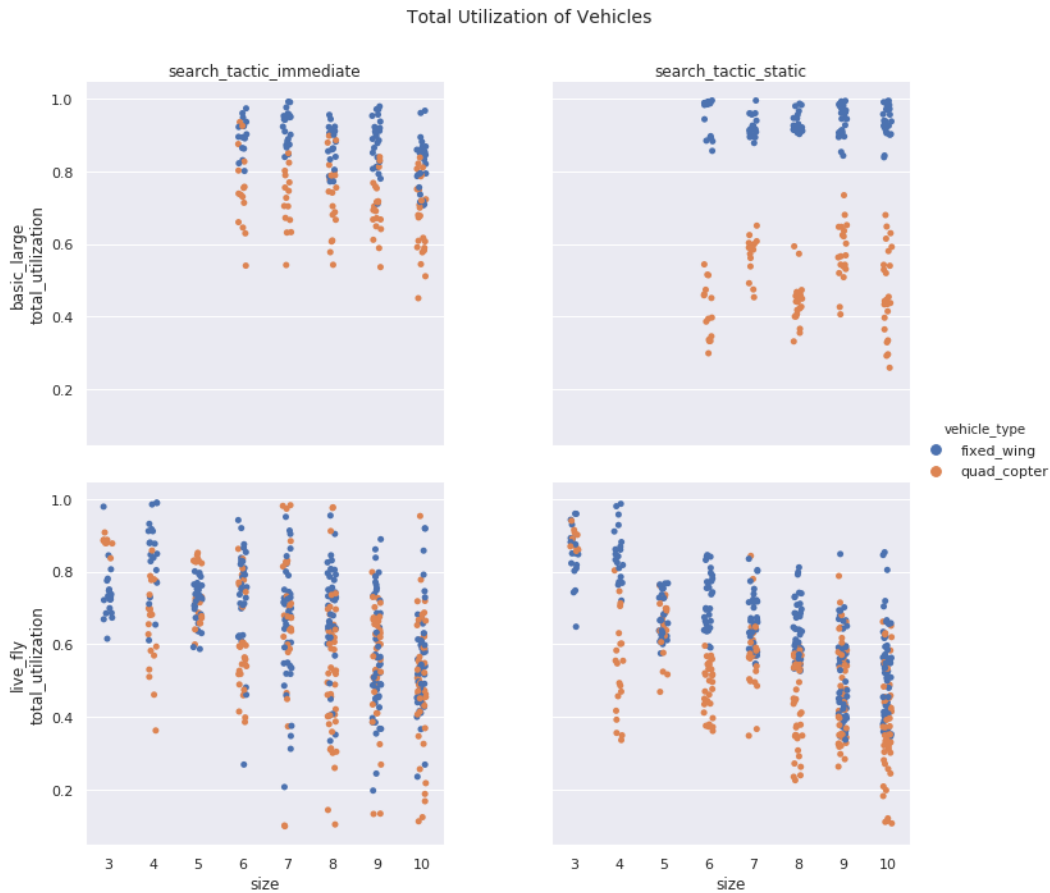 Total Utilization of Vehicles
search_tactic_immediate
search_tactic_static
1.0
0.8
0.6
0.4
0.2
basic_large
total_utilization
vehicle_type
fixed_wing
quad_copter
1.0
0.8
0.6
0.4
0.2
live_fly
total_utilization
3 4 5 6 7 8 9 10
size
3 4 5 6 7 8 9 10
size